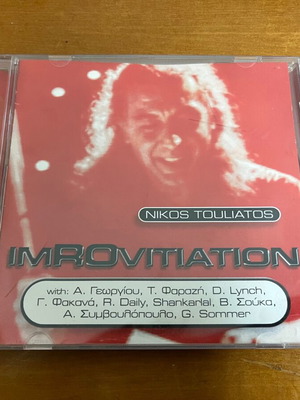 NIKOS TOULIATOS
IMROVITIATION
with: Α. Γεωργίου, Τ. Φαραζή, D. Lynch,
Γ. Φακανά, R. Daily, Shankarlal, Β. Σούκα,
Α. Συμβουλόπουλο, G. Sommer